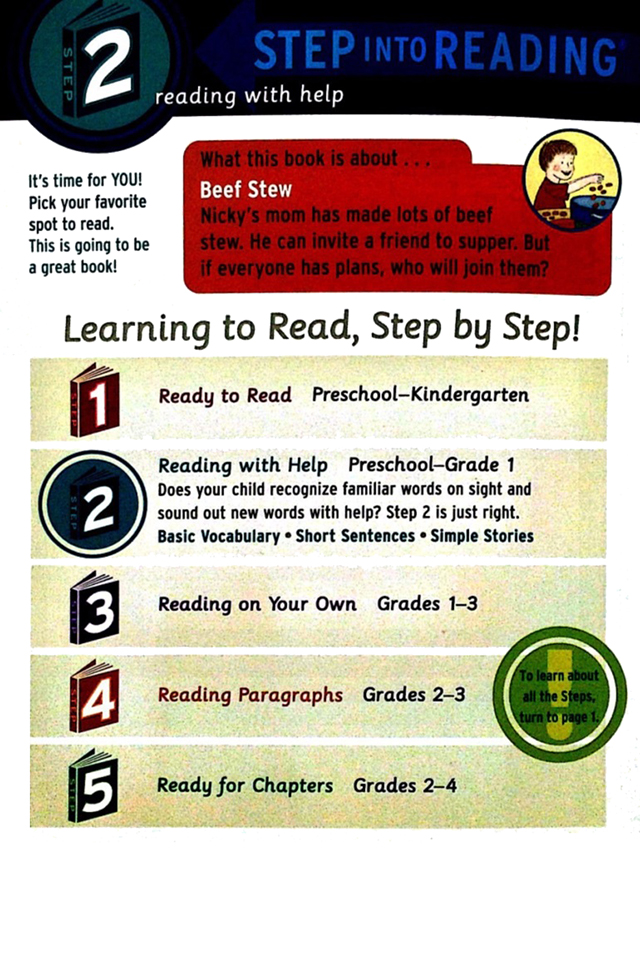 STEP 2
STEP INTO READING®
reading with help
It's time for YOU!
Pick your favorite
spot to read.
This is going to be
a great book!
What this book is about . . .
Beef Stew
Nicky's mom has made lots of beef
stew. He can invite a friend to supper. But
if everyone has plans, who will join them?
Learning to Read, Step by Step!
STEP 1 Ready to Read Preschool–Kindergarten
STEP 2 Reading with Help Preschool–Grade 1
Does your child recognize familiar words on sight and
sound out new words with help? Step 2 is just right.
Basic Vocabulary • Short Sentences • Simple Stories
STEP 3 Reading on Your Own Grades 1–3
STEP 4 Reading Paragraphs Grades 2–3
To learn about
all the Steps,
turn to page 1.
STEP 5 Ready for Chapters Grades 2–4